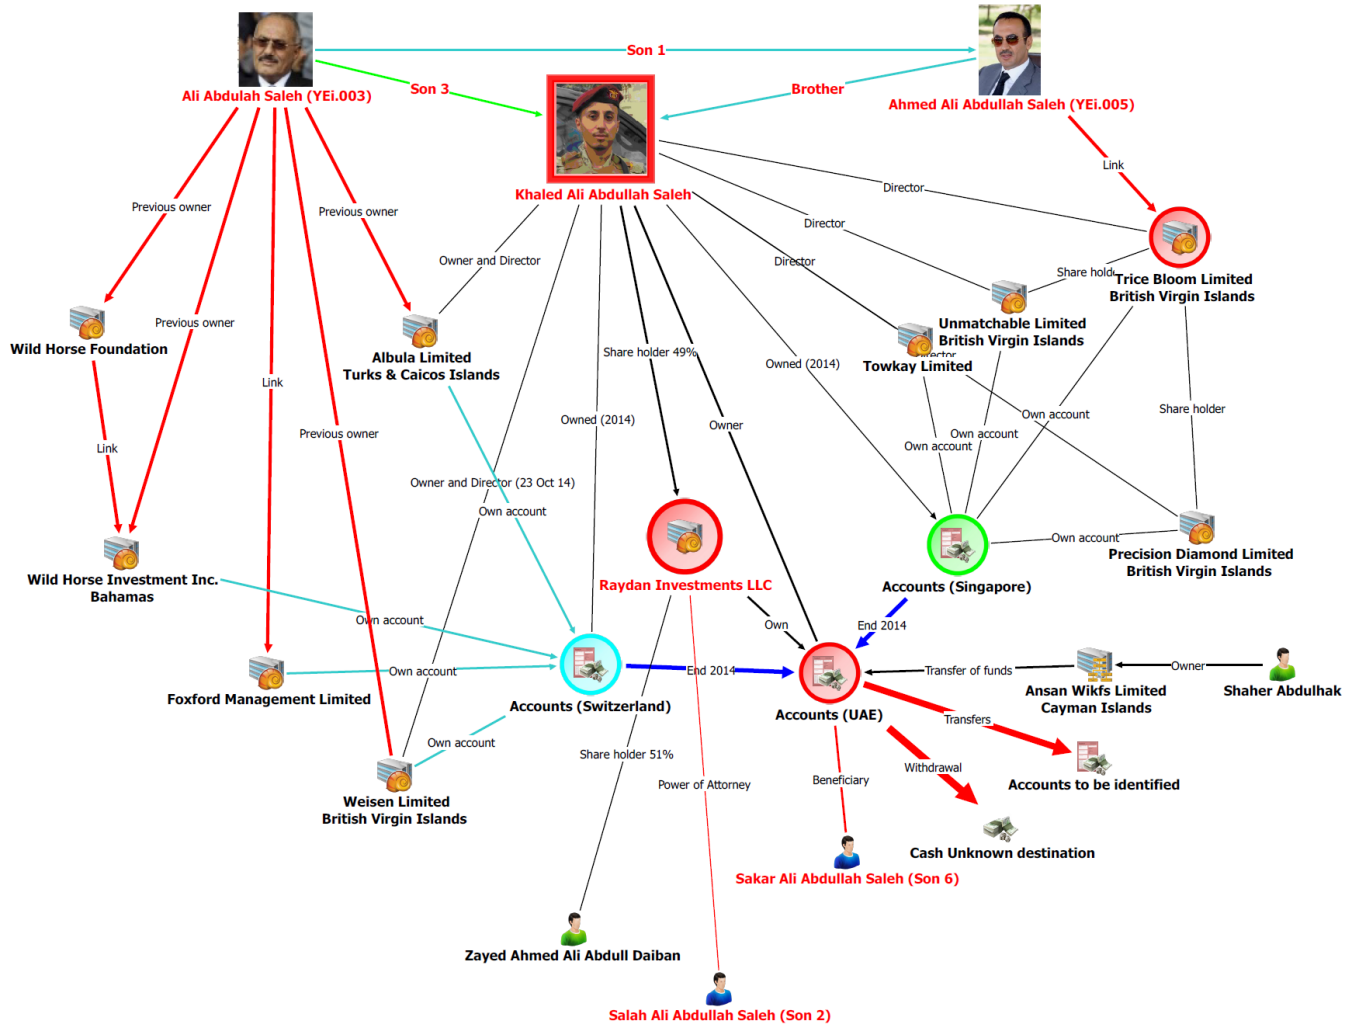 Son 1
Ali Abdulah Saleh (YEi.003)
Son 3
Brother
Ahmed Ali Abdullah Saleh (YEi.005)
Khaled Ali Abdullah Saleh
Link
Director
Previous owner
Previous owner
Director
Owner and Director
Director
Share hold
Trice Bloom Limited
British Virgin Islands
Previous owner
Wild Horse Foundation
Albula Limited
Turks & Caicos Islands
Share holder 49%
Unmatchable Limited
British Virgin Islands
Director
Towkay Limited
Owned (2014)
Link
Share holder
Owned (2014)
Owner
Own account
Own account
Own account
Previous owner
Link
Owner and Director (23 Oct 14)
Own account
Own account
Wild Horse Investment Inc.
Bahamas
Raydan Investments LLC
Accounts (Singapore)
Precision Diamond Limited
British Virgin Islands
Own account
Own
End 2014
Own account
End 2014
Transfer of funds
Owner
Foxford Management Limited
Accounts (Switzerland)
Accounts (UAE)
Ansan Wikfs Limited
Cayman Islands
Shaher Abdulhak
Own account
Transfers
Share holder 51%
Power of Attorney
Beneficiary
Withdrawal
Accounts to be identified
Weisen Limited
British Virgin Islands
Cash Unknown destination
Sakar Ali Abdullah Saleh (Son 6)
Zayed Ahmed Ali Abdull Daiban
Salah Ali Abdullah Saleh (Son 2)